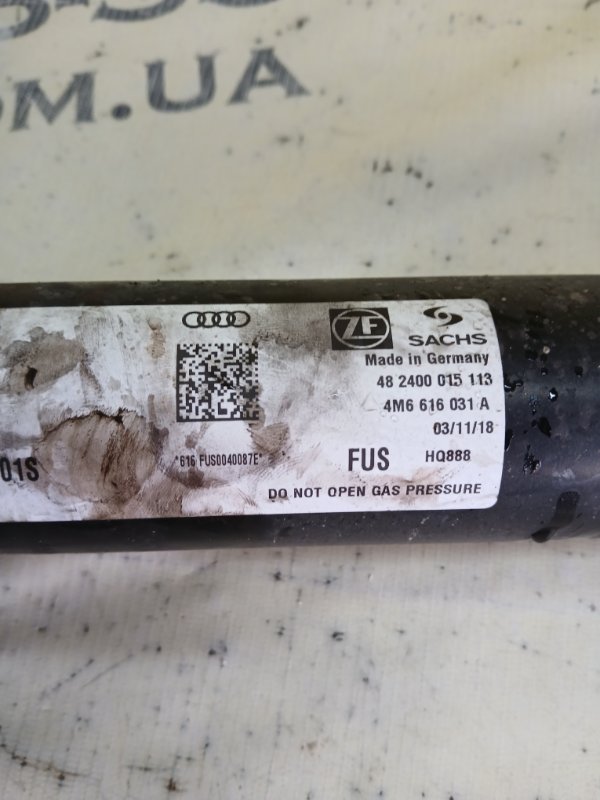 OM.UA
ZF
SACHS
Made in Germany
48 2400 015 113
4M6 616 031 A
03/11/18
*616 FUS0040087E*
FUS
HQ888
01S
DO NOT OPEN GAS PRESSURE